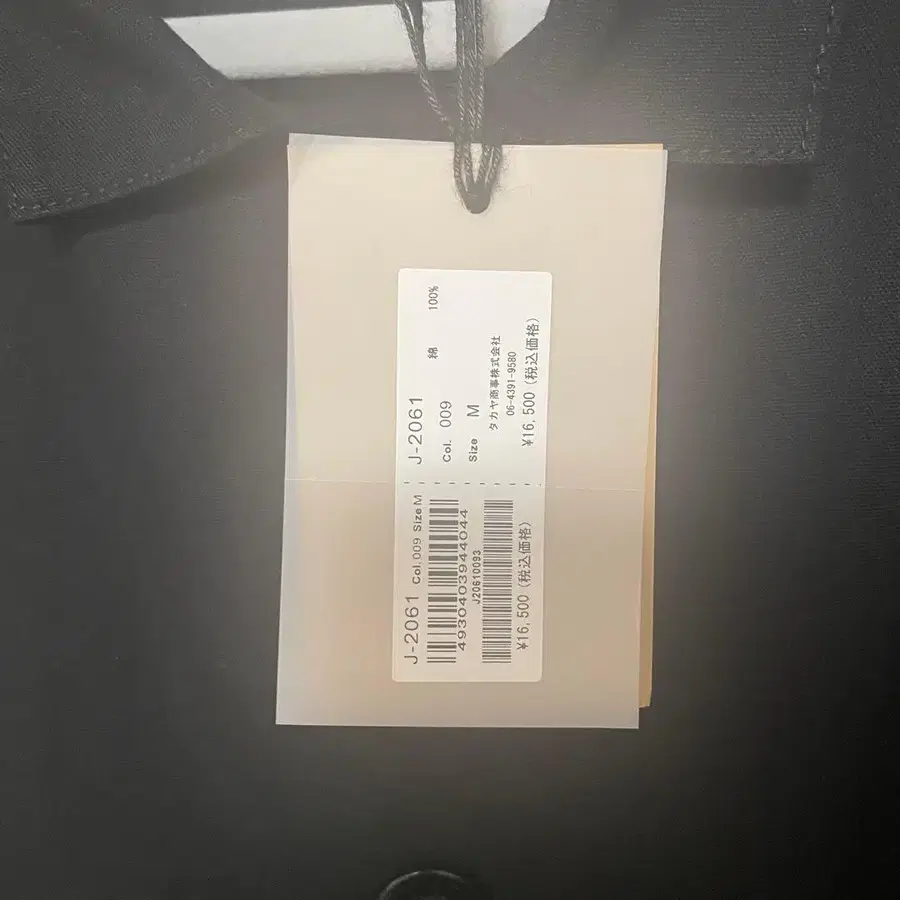 J-2061
綿 100%
Col. 009
Size M
タカヤ商事株式会社
06-4391-9580
¥16,500 (税込価格)
J-2061 Col.009 Size M
4930403944044
J20610093
¥16,500 (税込価格)